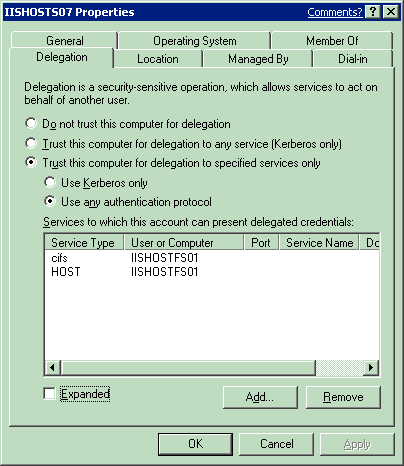 IISHOSTS07 Properties
Comments? ?
General Operating System Member Of
Delegation Location Managed By Dial-in
Delegation is a security-sensitive operation, which allows services to act on
behalf of another user.
Do not trust this computer for delegation
Trust this computer for delegation to any service (Kerberos only)
Trust this computer for delegation to specified services only
Use Kerberos only
Use any authentication protocol
Services to which this account can present delegated credentials:
Service Type User or Computer Port Service Name Do
cifs IISHOSTFS01
HOST IISHOSTFS01
Expanded Add... Remove
OK Cancel Apply